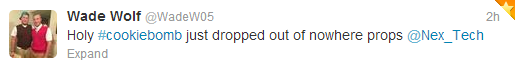 Wade Wolf @WadeW05 2h
Holy #cookiebomb just dropped out of nowhere props @Nex_Tech
Expand